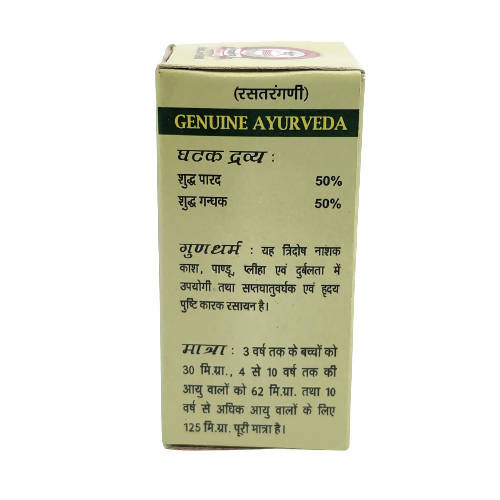 (रसतरंगणी)
GENUINE AYURVEDA
घटक द्रव्य :
शुद्ध पारद 50%
शुद्ध गन्धक 50%
गुणधर्म : यह त्रिदोष नाशक
काश, पाण्डू, प्लीहा एवं दुर्बलता में
उपयोगी तथा सप्तधातुवर्धक एवं हृदय
पुष्टि कारक रसायन है।
मात्रा : 3 वर्ष तक के बच्चों को
30 मि.ग्रा., 4 से 10 वर्ष तक की
आयु वालों को 62 मि.ग्रा. तथा 10
वर्ष से अधिक आयु वालों के लिए
125 मि.ग्रा. पूरी मात्रा है।